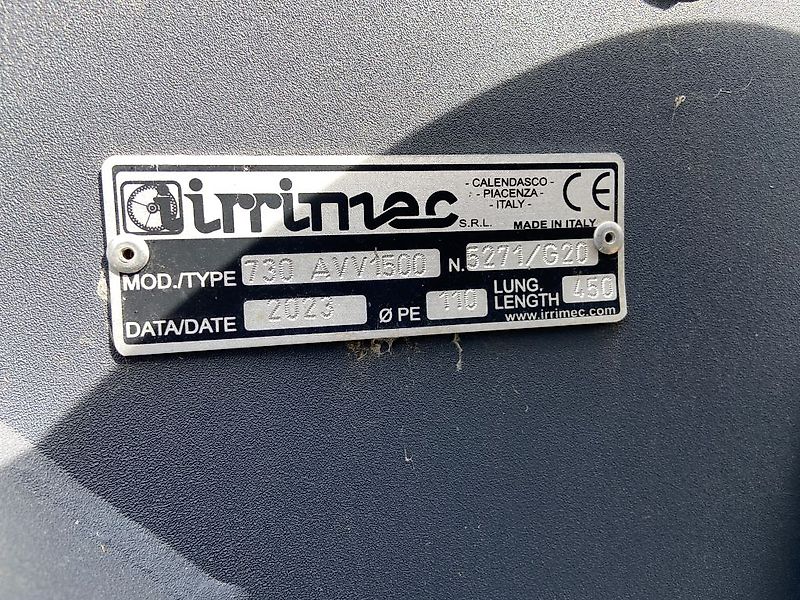 irrimec S.R.L.
- CALENDASCO -
- PIACENZA -
- ITALY -
CE
MADE IN ITALY
MOD./TYPE 730 AVV1500 N. 5271/G20
DATA/DATE 2023 Ø PE 110 LUNG. LENGTH 450
www.irrimec.com